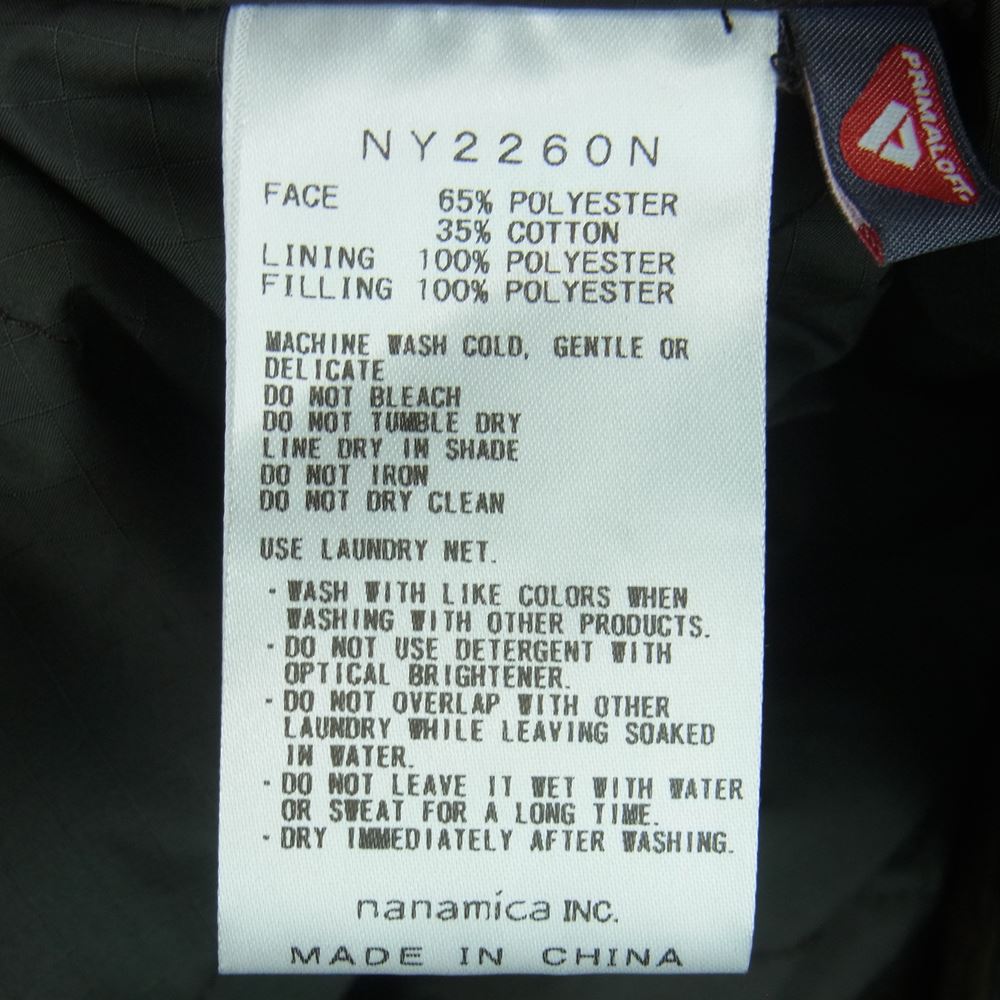 NY2260N
FACE 65% POLYESTER
35% COTTON
LINING 100% POLYESTER
FILLING 100% POLYESTER
MACHINE WASH COLD, GENTLE OR
DELICATE
DO NOT BLEACH
DO NOT TUMBLE DRY
LINE DRY IN SHADE
DO NOT IRON
DO NOT DRY CLEAN
USE LAUNDRY NET.
- WASH WITH LIKE COLORS WHEN
WASHING WITH OTHER PRODUCTS.
- DO NOT USE DETERGENT WITH
OPTICAL BRIGHTENER.
- DO NOT OVERLAP WITH OTHER
LAUNDRY WHILE LEAVING SOAKED
IN WATER.
- DO NOT LEAVE IT WET WITH WATER
OR SWEAT FOR A LONG TIME.
- DRY IMMEDIATELY AFTER WASHING.
nanamica INC.
MADE IN CHINA
PRIMALOFT